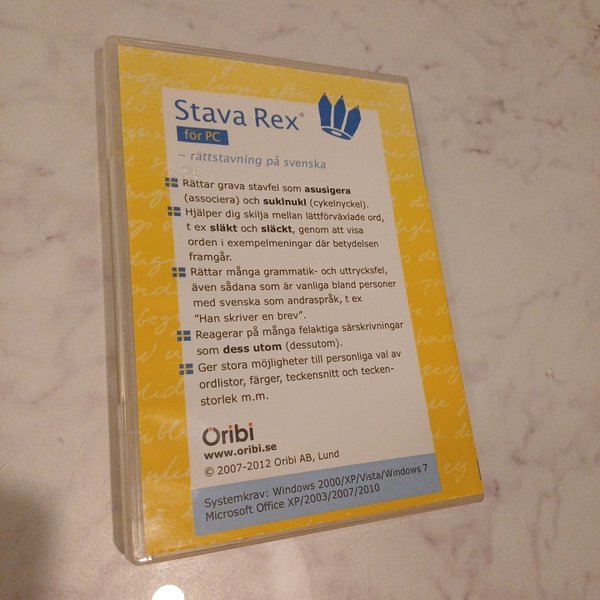 Stava Rex®
för PC
– rättstavning på svenska
Rättar grava stavfel som asusigera
(associera) och suklnukl (cykelnyckel).
Hjälper dig skilja mellan lättförväxlade ord,
t ex släkt och släckt, genom att visa
orden i exempelmeningar där betydelsen
framgår.
Rättar många grammatik- och uttrycksfel,
även sådana som är vanliga bland personer
med svenska som andraspråk, t ex
”Han skriver en brev”.
Reagerar på många felaktiga särskrivningar
som dess utom (dessutom).
Ger stora möjligheter till personliga val av
ordlistor, färger, teckensnitt och tecken-
storlek m.m.
Oribi
www.oribi.se
© 2007-2012 Oribi AB, Lund
Systemkrav: Windows 2000/XP/Vista/Windows 7
Microsoft Office XP/2003/2007/2010